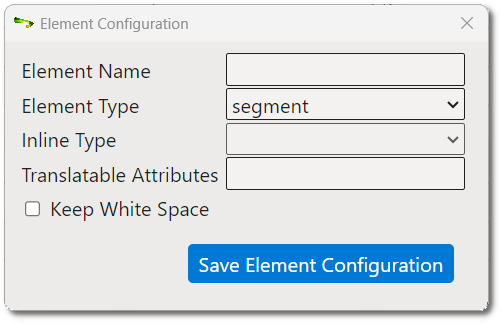 Element Configuration
Element Name
Element Type segment
Inline Type
Translatable Attributes
Keep White Space
Save Element Configuration